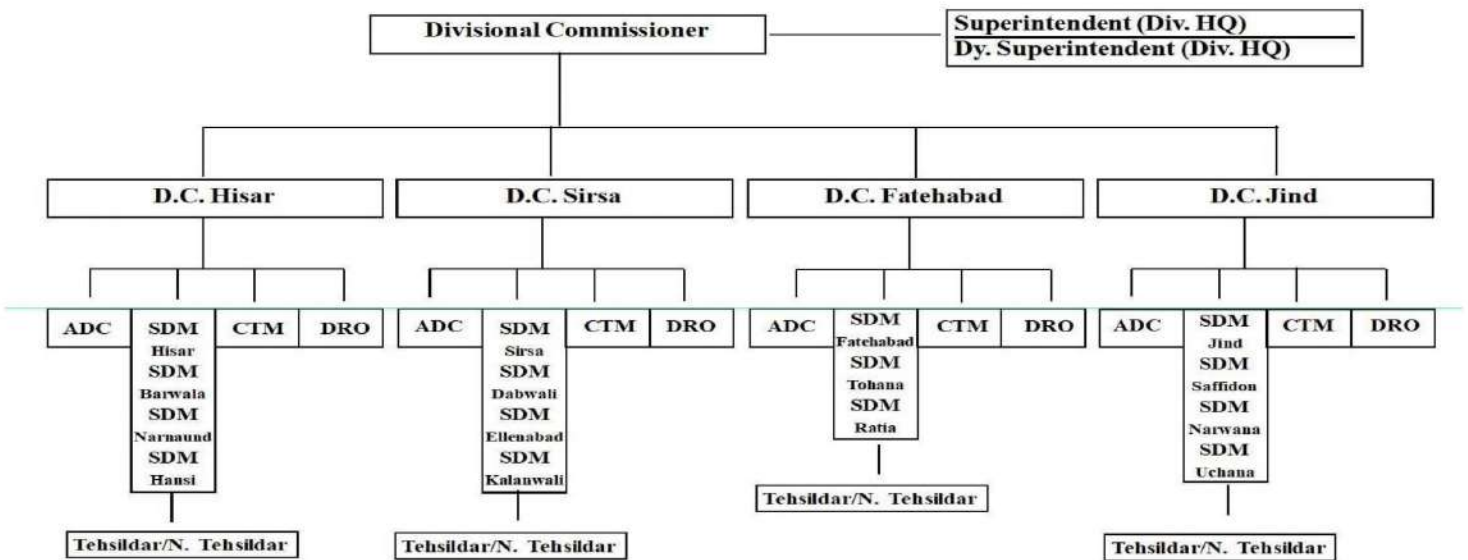 Divisional Commissioner
Superintendent (Div. HQ)
Dy. Superintendent (Div. HQ)
D.C. Hisar
D.C. Sirsa
D.C. Fatehabad
D.C. Jind
ADC
SDM
Hisar
SDM
Barwala
SDM
Narnaund
SDM
Hansi
CTM
DRO
Tehsildar/N. Tehsildar
ADC
SDM
Sirsa
SDM
Dabwali
SDM
Ellenabad
SDM
Kalanwali
CTM
DRO
Tehsildar/N. Tehsildar
ADC
SDM
Fatehabad
SDM
Tohana
SDM
Ratia
CTM
DRO
Tehsildar/N. Tehsildar
ADC
SDM
Jind
SDM
Saffidon
SDM
Narwana
SDM
Uchana
CTM
DRO
Tehsildar/N. Tehsildar